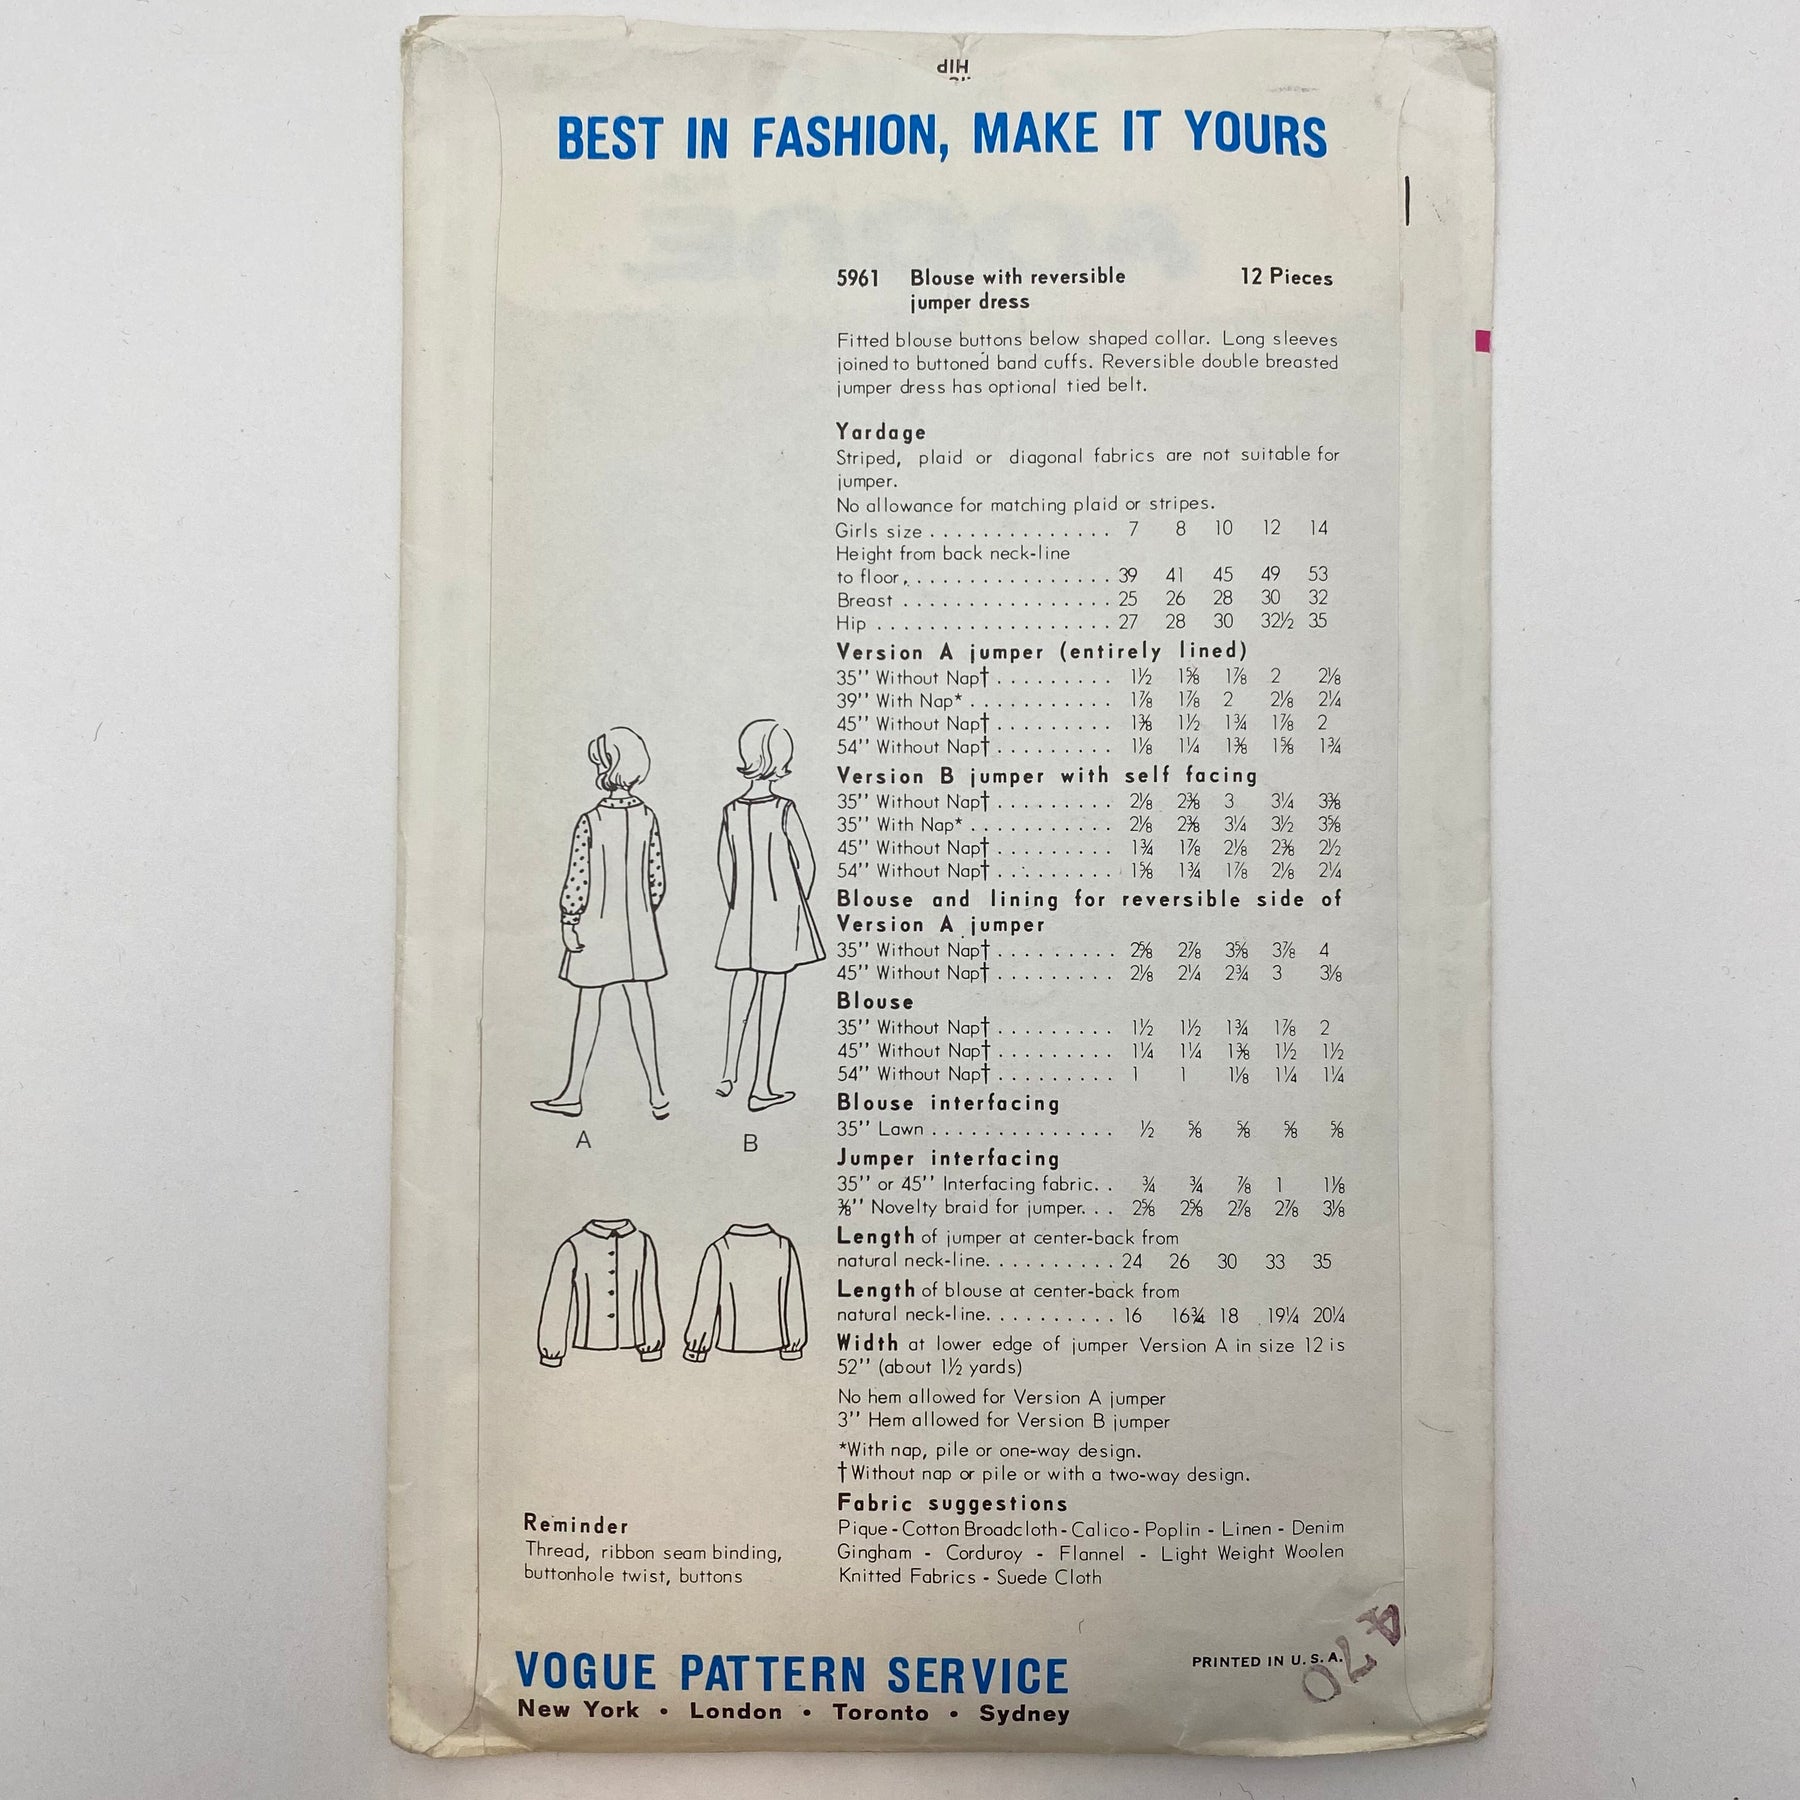 HIP
BEST IN FASHION, MAKE IT YOURS
5961 Blouse with reversible 12 Pieces
jumper dress
Fitted blouse buttons below shaped collar. Long sleeves
joined to buttoned band cuffs. Reversible double breasted
jumper dress has optional tied belt.
Yardage
Striped, plaid or diagonal fabrics are not suitable for
jumper.
No allowance for matching plaid or stripes.
Girls size . . . . . . . . . . . . . . 7 8 10 12 14
Height from back neck-line
to floor, . . . . . . . . . . . . . . . . 39 41 45 49 53
Breast . . . . . . . . . . . . . . . . 25 26 28 30 32
Hip . . . . . . . . . . . . . . . . . . 27 28 30 32½ 35
Version A jumper (entirely lined)
35'' Without Nap† . . . . . . . . . 1½ 1⅝ 1⅞ 2 2⅛
39'' With Nap* . . . . . . . . . . . 1⅞ 1⅞ 2 2⅛ 2¼
45'' Without Nap† . . . . . . . . . 1⅜ 1½ 1¾ 1⅞ 2
54'' Without Nap† . . . . . . . . . 1⅛ 1¼ 1⅜ 1⅝ 1¾
Version B jumper with self facing
35'' Without Nap† . . . . . . . . . 2⅛ 2⅜ 3 3¼ 3⅜
35'' With Nap* . . . . . . . . . . . 2⅛ 2⅜ 3¼ 3½ 3⅝
45'' Without Nap† . . . . . . . . . 1¾ 1⅞ 2⅛ 2⅜ 2½
54'' Without Nap† . . . . . . . . . 1⅝ 1¾ 1⅞ 2⅛ 2¼
Blouse and lining for reversible side of
Version A jumper
35'' Without Nap† . . . . . . . . . 2⅝ 2⅞ 3⅝ 3⅞ 4
45'' Without Nap† . . . . . . . . . 2⅛ 2¼ 2¾ 3 3⅛
Blouse
35'' Without Nap† . . . . . . . . . 1½ 1½ 1¾ 1⅞ 2
45'' Without Nap† . . . . . . . . . 1¼ 1¼ 1⅜ 1½ 1½
54'' Without Nap† . . . . . . . . . 1 1 1⅛ 1¼ 1¼
Blouse interfacing
35'' Lawn . . . . . . . . . . . . . . ½ ⅝ ⅝ ⅝ ⅝
Jumper interfacing
35'' or 45'' Interfacing fabric. . ¾ ¾ ⅞ 1 1⅛
⅜'' Novelty braid for jumper. . . 2⅝ 2⅝ 2⅞ 2⅞ 3⅛
Length of jumper at center-back from
natural neck-line. . . . . . . . . . 24 26 30 33 35
Length of blouse at center-back from
natural neck-line. . . . . . . . . . 16 16¾ 18 19¼ 20¼
Width at lower edge of jumper Version A in size 12 is
52'' (about 1½ yards)
No hem allowed for Version A jumper
3'' Hem allowed for Version B jumper
*With nap, pile or one-way design.
†Without nap or pile or with a two-way design.
Fabric suggestions
Pique - Cotton Broadcloth - Calico - Poplin - Linen - Denim
Gingham - Corduroy - Flannel - Light Weight Woolen
Knitted Fabrics - Suede Cloth
A B
Reminder
Thread, ribbon seam binding,
buttonhole twist, buttons
VOGUE PATTERN SERVICE
New York • London • Toronto • Sydney
PRINTED IN U.S.A.